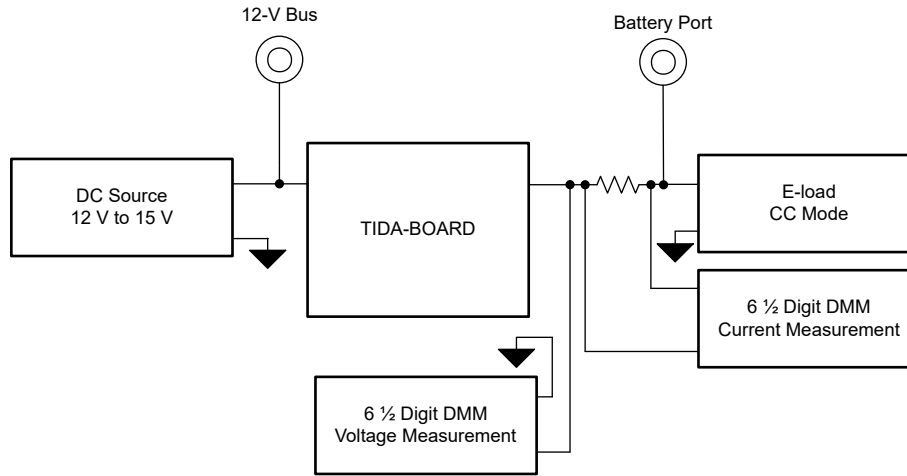 12-V Bus
Battery Port
DC Source
12 V to 15 V
TIDA-BOARD
E-load
CC Mode
6 ½ Digit DMM
Current Measurement
6 ½ Digit DMM
Voltage Measurement